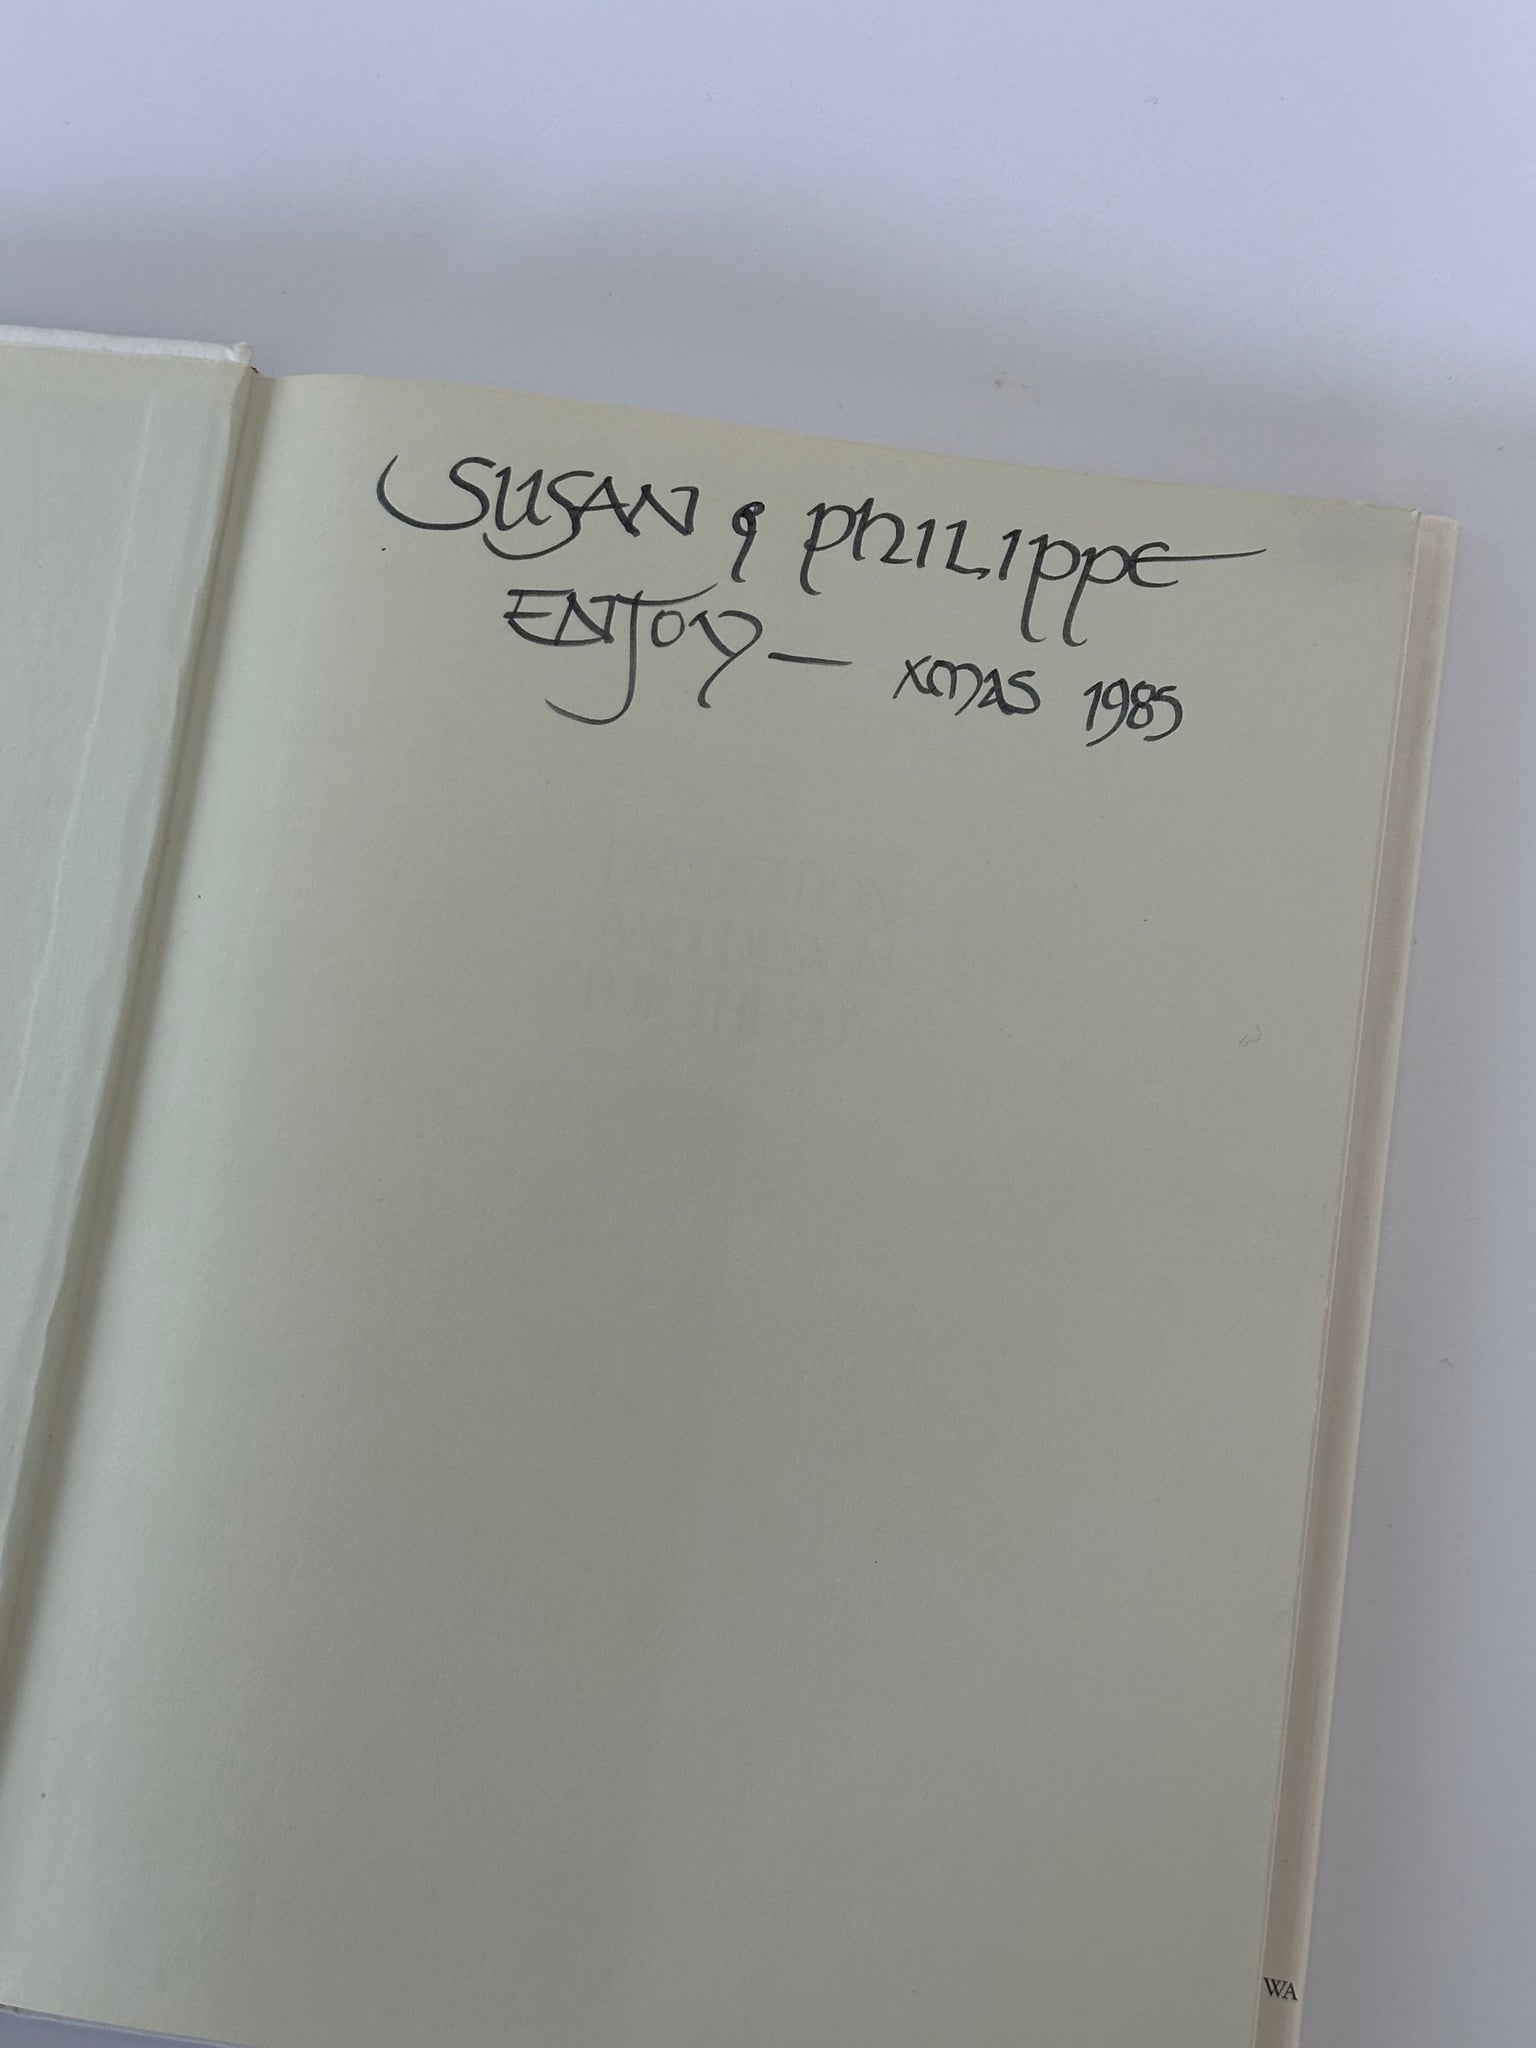 SUSAN & PHILIPPE
ENJOY — XMAS 1985
WA